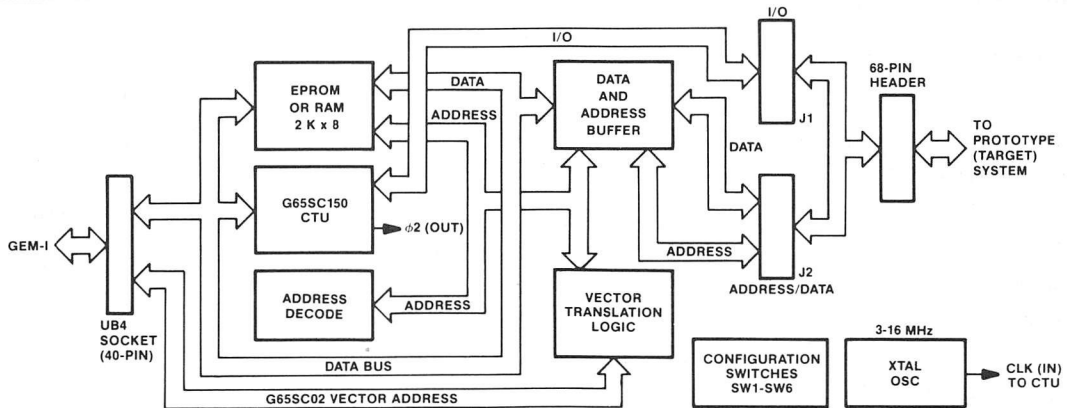 I/O
I/O
68-PIN
HEADER
EPROM
OR RAM
2 K x 8
DATA
ADDRESS
DATA
AND
ADDRESS
BUFFER
J1
DATA
TO
PROTOTYPE
(TARGET)
SYSTEM
G65SC150
CTU
ϕ2 (OUT)
GEM-I
ADDRESS
J2
ADDRESS/DATA
UB4
SOCKET
(40-PIN)
ADDRESS
DECODE
ADDRESS
VECTOR
TRANSLATION
LOGIC
DATA BUS
G65SC02 VECTOR ADDRESS
CONFIGURATION
SWITCHES
SW1-SW6
3-16 MHz
XTAL
OSC
CLK (IN)
TO CTU